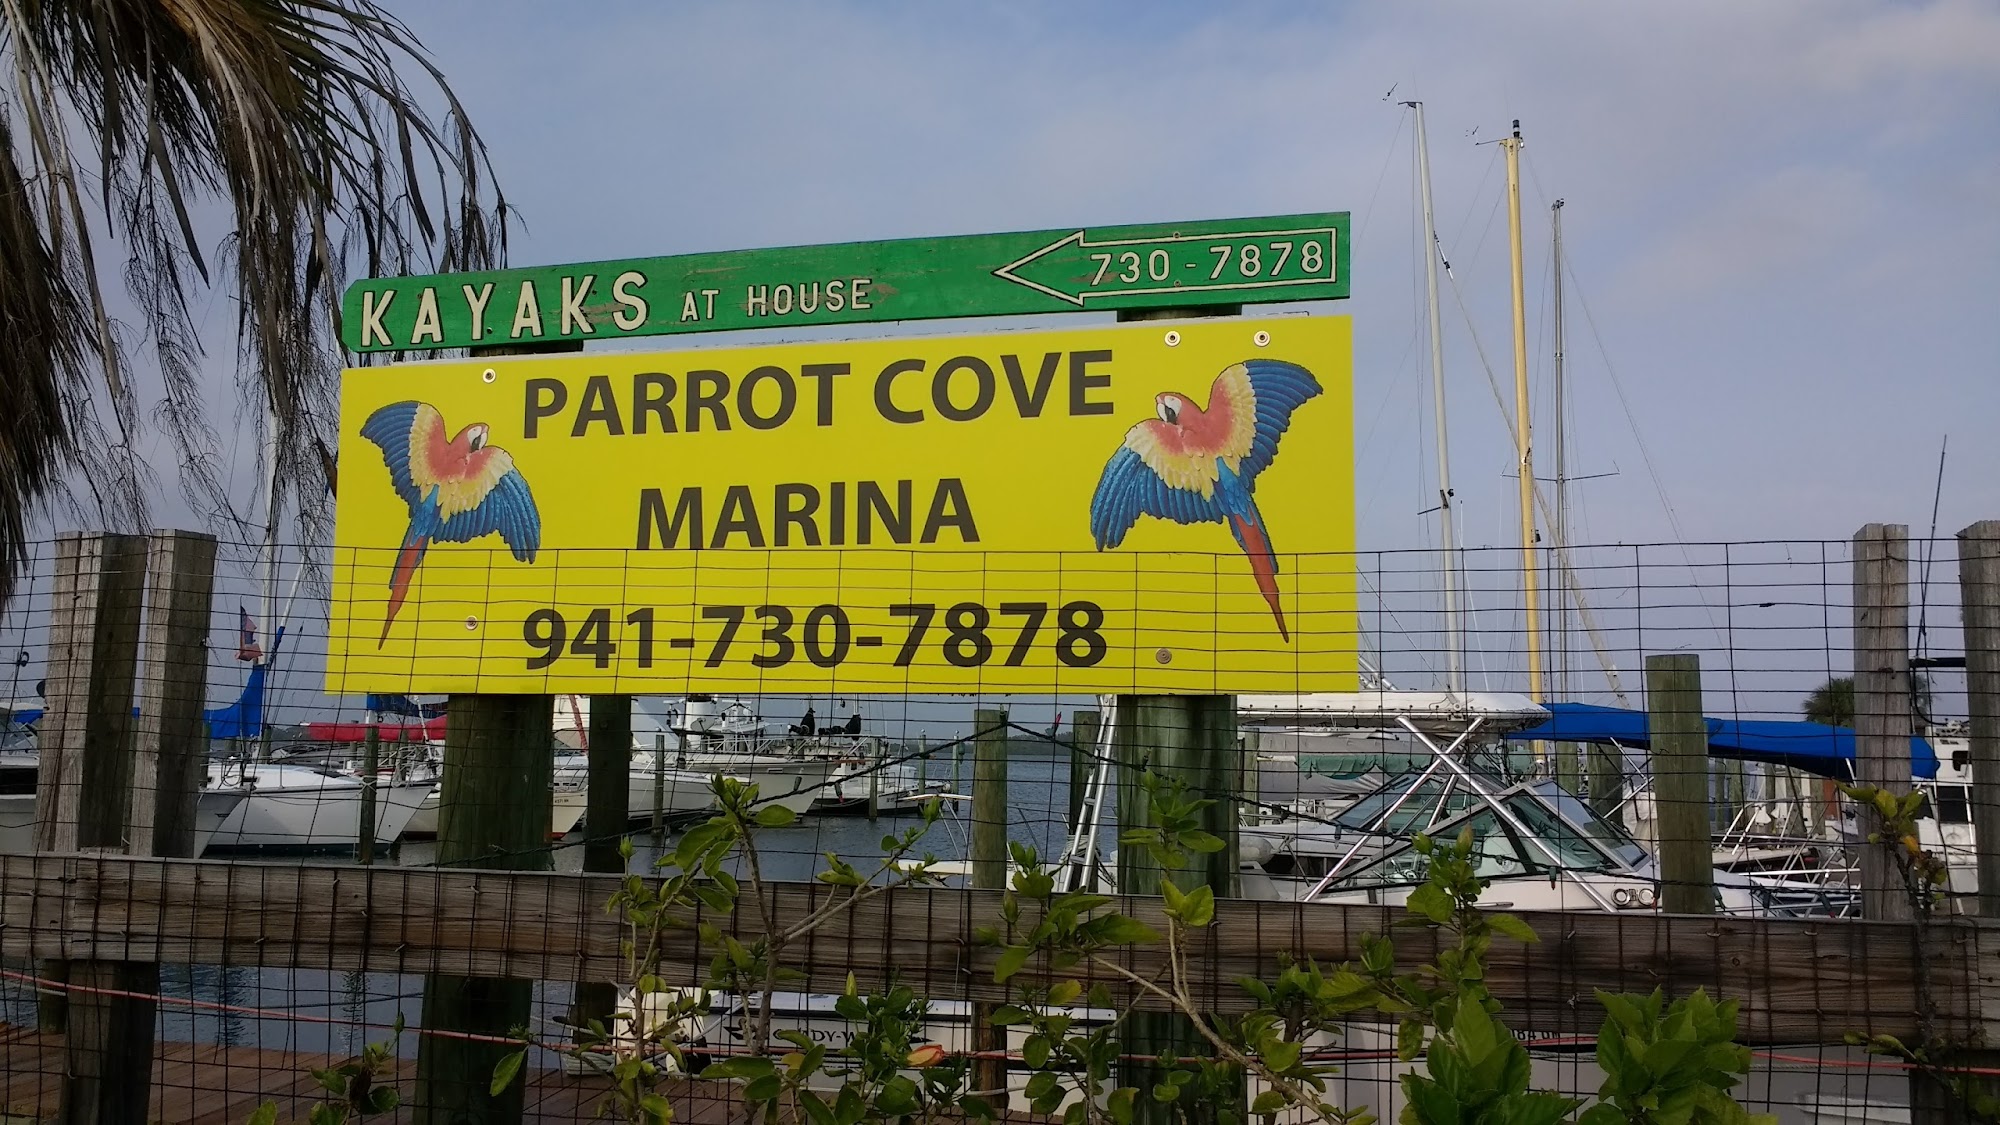 KAYAKS AT HOUSE 730-7878
PARROT COVE
MARINA
941-730-7878